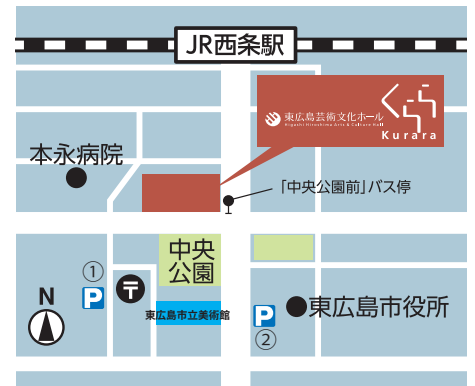 JR西条駅
東広島芸術文化ホール
Higashi Hiroshima Arts & Culture Hall
くらら
Kurara
本永病院
「中央公園前」バス停
中央
公園
①
P
〒
N
東広島市立美術館
P
②
東広島市役所